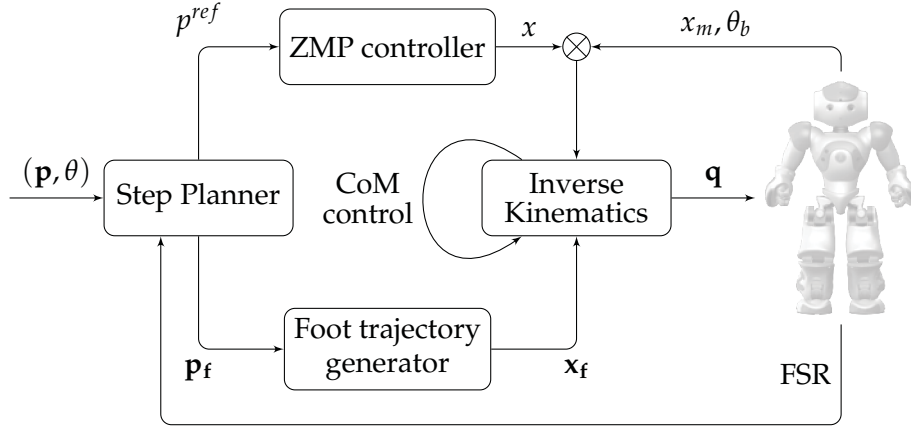 p^ref
ZMP controller
x
x_m, θ_b
(p, θ)
Step Planner
CoM
control
Inverse
Kinematics
q
Foot trajectory
generator
p_f
x_f
FSR